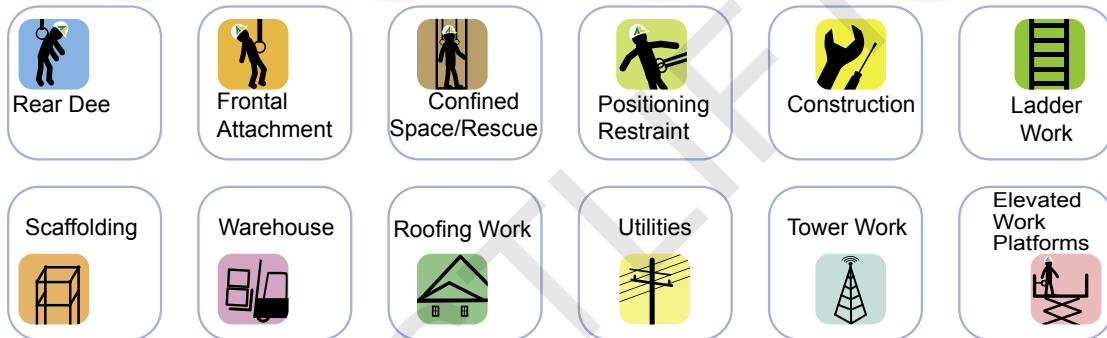 Rear Dee
Frontal
Attachment
Confined
Space/Rescue
Positioning
Restraint
Construction
Ladder
Work
Scaffolding
Warehouse
Roofing Work
Utilities
Tower Work
Elevated
Work
Platforms